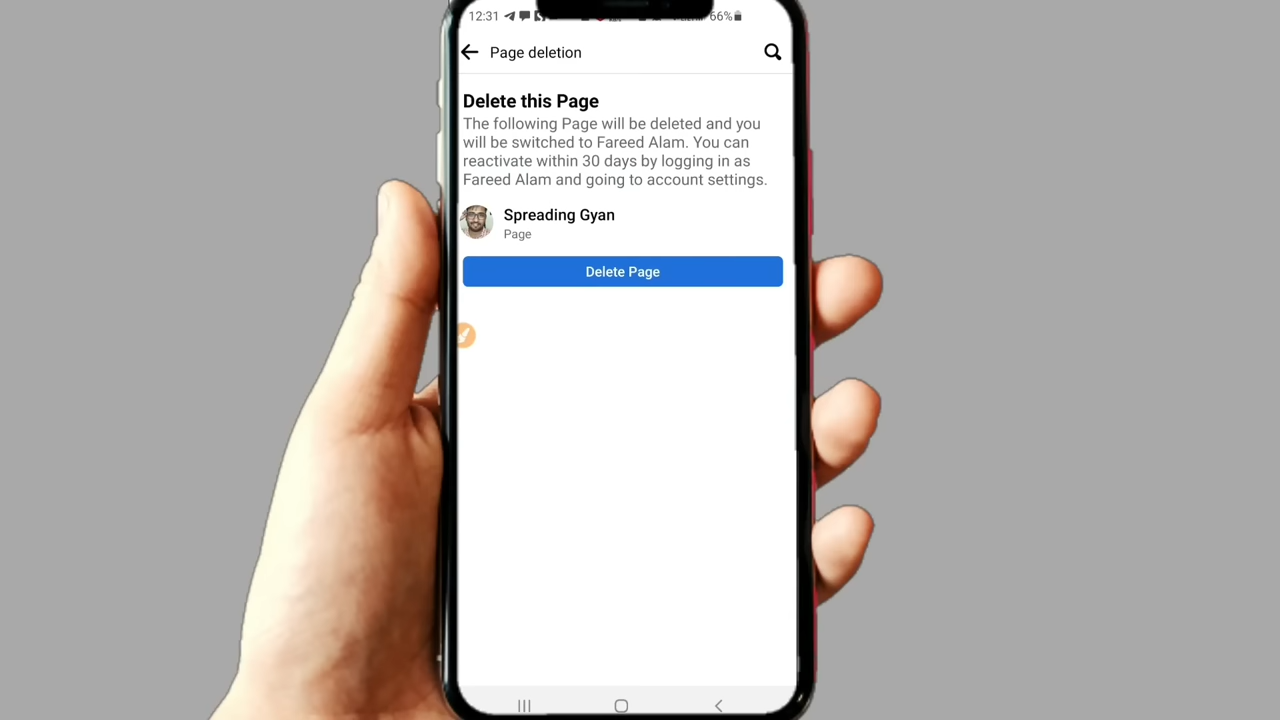 12:31 66%
Page deletion
Delete this Page
The following Page will be deleted and you
will be switched to Fareed Alam. You can
reactivate within 30 days by logging in as
Fareed Alam and going to account settings.
Spreading Gyan
Page
Delete Page